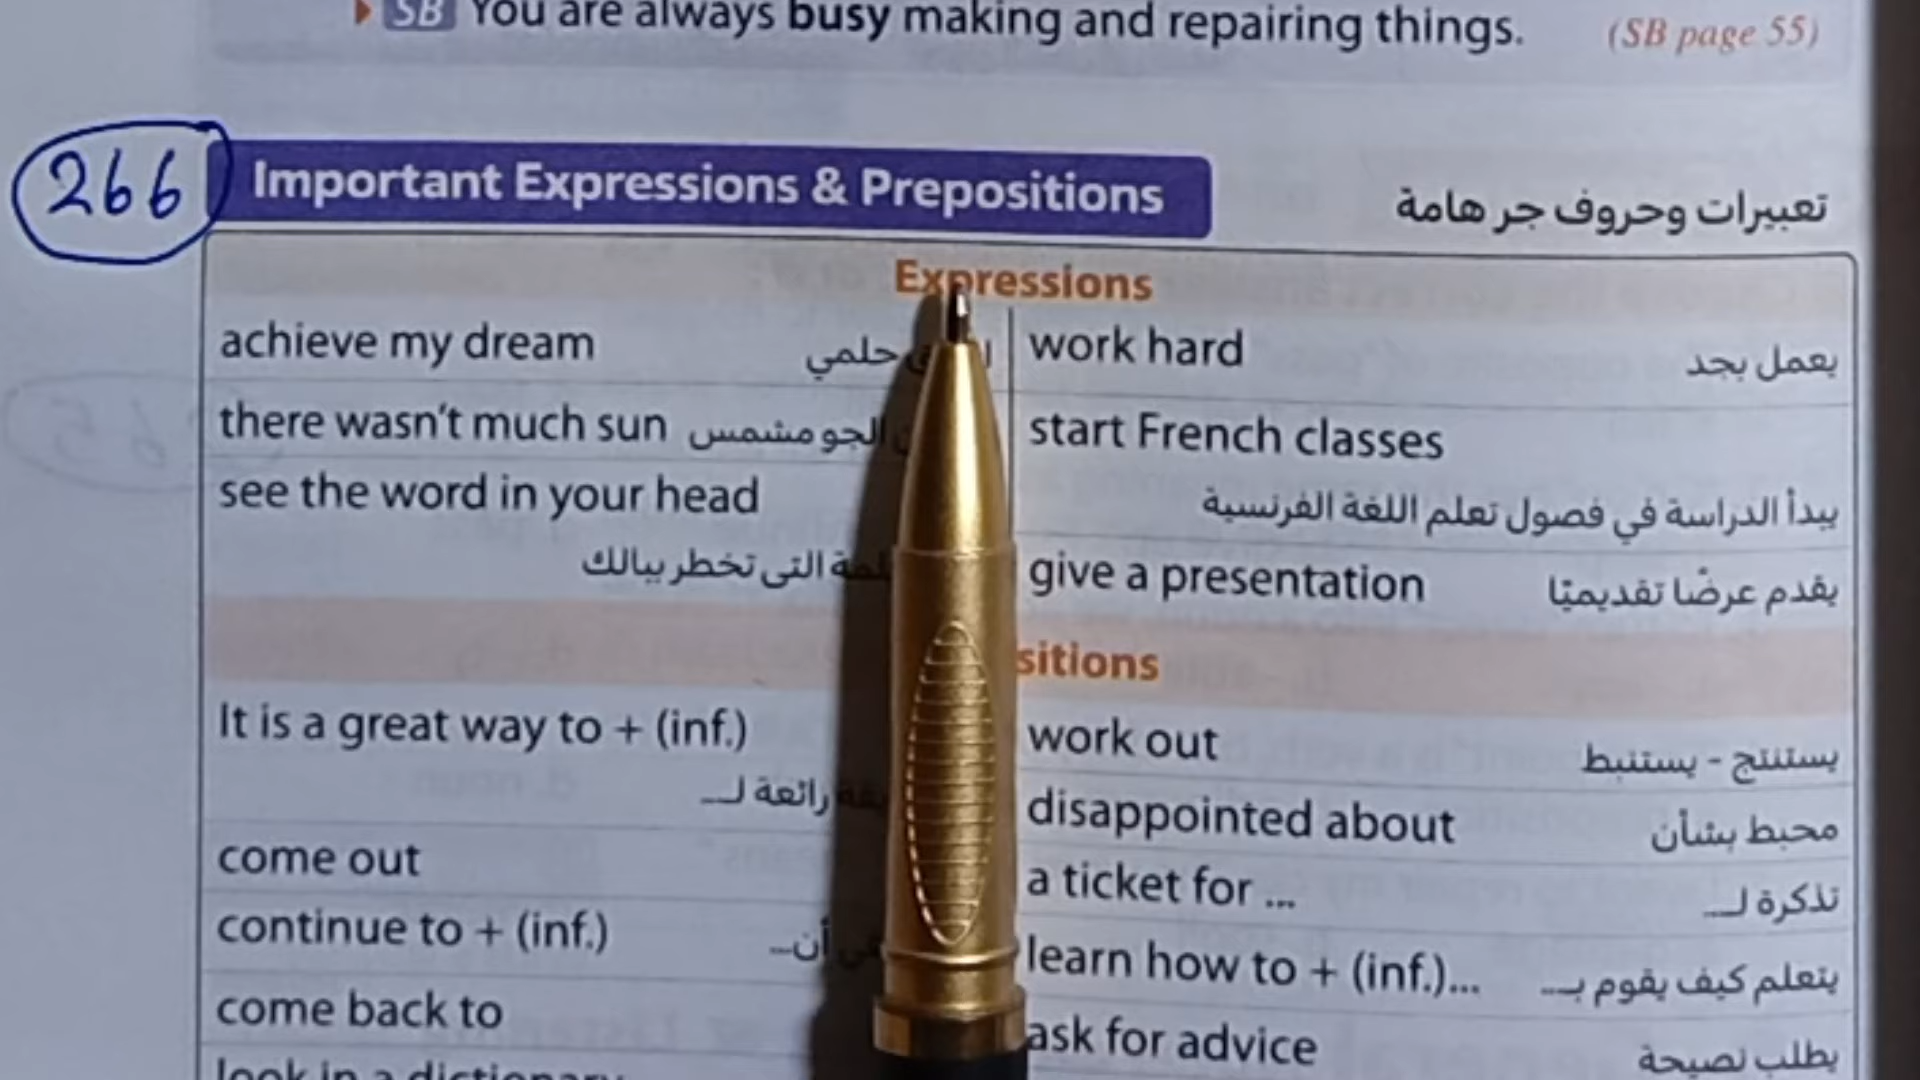 SB You are always busy making and repairing things. (SB page 55)
266
Important Expressions & Prepositions تعبيرات وحروف جر هامة
Expressions
achieve my dream حلمي
work hard يعمل بجد
there wasn't much sun الجو مشمس
start French classes
يبدأ الدراسة في فصول تعلم اللغة الفرنسية
see the word in your head
التى تخطر ببالك
give a presentation يقدم عرضًا تقديميًا
sitions
It is a great way to + (inf.)
رائعة لـ
work out يستنتج - يستنبط
disappointed about محبط بشأن
come out
a ticket for ... تذكرة لـ
continue to + (inf.) أن...
learn how to + (inf.)... يتعلم كيف يقوم بـ...
come back to
ask for advice يطلب نصيحة
look in a dictionary